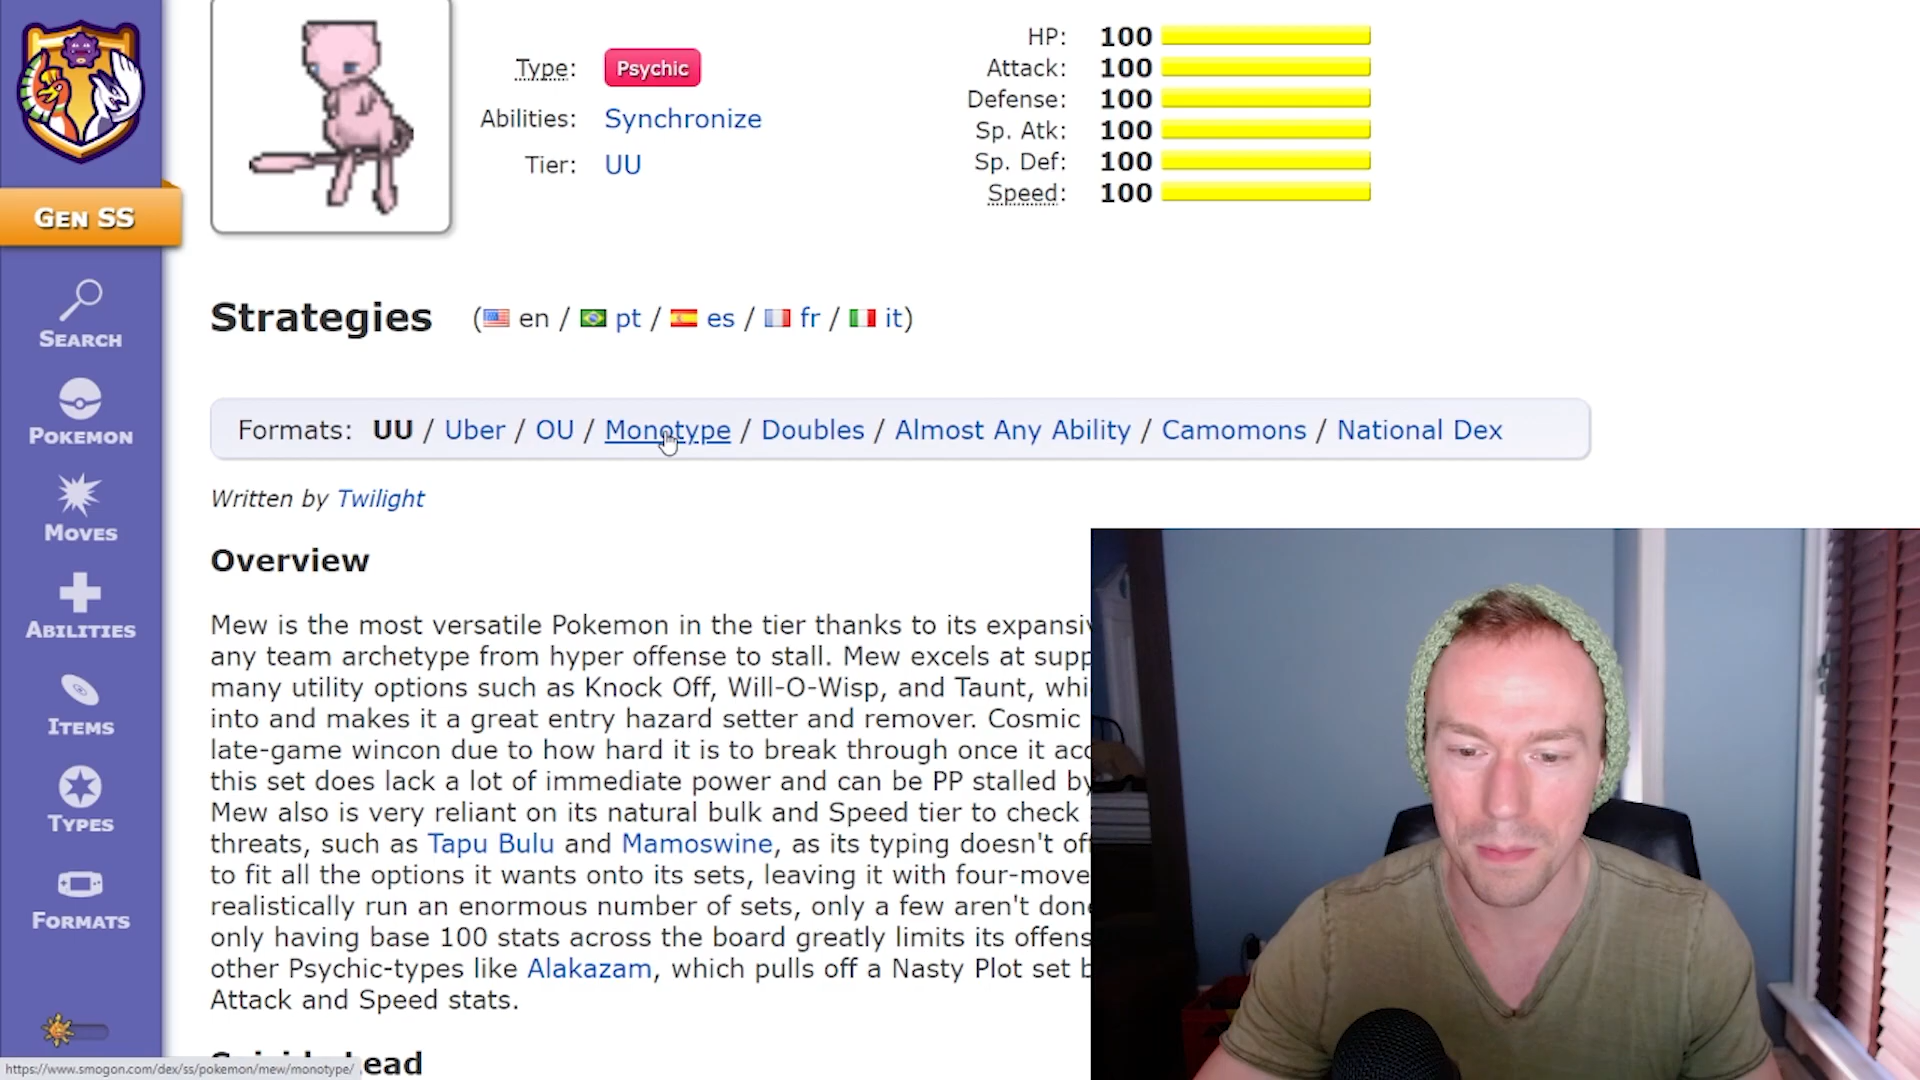 HP: 100
Type: Psychic
Attack: 100
Defense: 100
Abilities: Synchronize
Sp. Atk: 100
Tier: UU
Sp. Def: 100
Speed: 100
GEN SS
SEARCH
POKEMON
MOVES
ABILITIES
ITEMS
TYPES
FORMATS
Strategies (en / pt / es / fr / it)
Formats: UU / Uber / OU / Monotype / Doubles / Almost Any Ability / Camomons / National Dex
Written by Twilight
Overview
Mew is the most versatile Pokemon in the tier thanks to its
any team archetype from hyper offense to stall. Mew excels at
many utility options such as Knock Off, Will-O-Wisp, and Taunt,
into and makes it a great entry hazard setter and remover. Cosmic
late-game wincon due to how hard it is to break through once it
this set does lack a lot of immediate power and can be PP stalled by
Mew also is very reliant on its natural bulk and Speed tier to check
threats, such as Tapu Bulu and Mamoswine, as its typing doesn't
to fit all the options it wants onto its sets, leaving it with four-move
realistically run an enormous number of sets, only a few aren't
only having base 100 stats across the board greatly limits its
other Psychic-types like Alakazam, which pulls off a Nasty Plot set
Attack and Speed stats.
Lead
https://www.smogon.com/dex/ss/pokemon/mew/monotype/